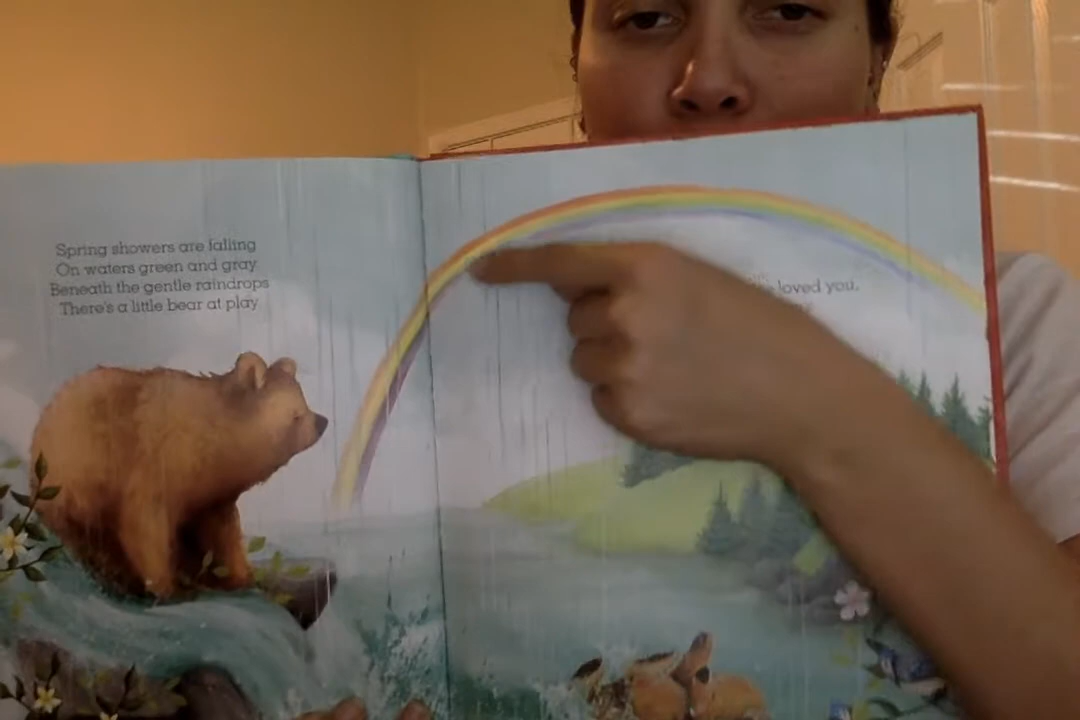 Spring showers are falling
On waters green and gray
Beneath the gentle raindrops
There's a little bear at play
loved you,